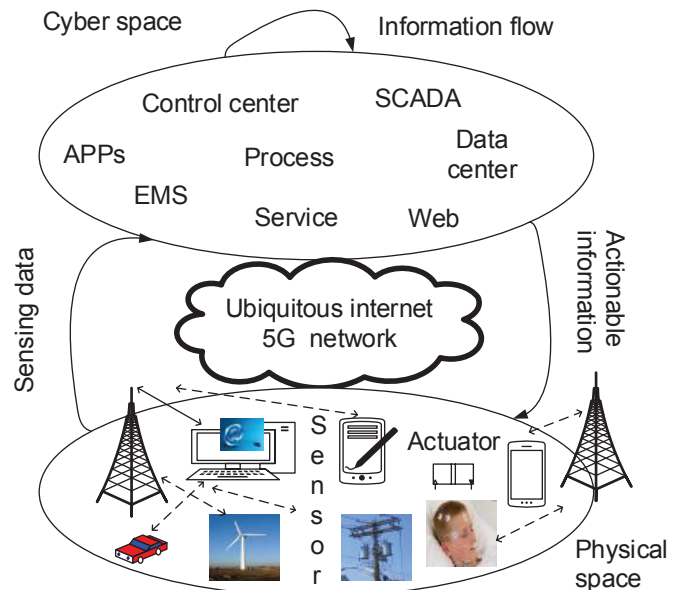 Cyber space
Information flow
Control center
SCADA
APPs
Process
Data
center
EMS
Service
Web
Sensing data
Actionable
information
Ubiquitous internet
5G network
Sensor
Actuator
@
Physical
space